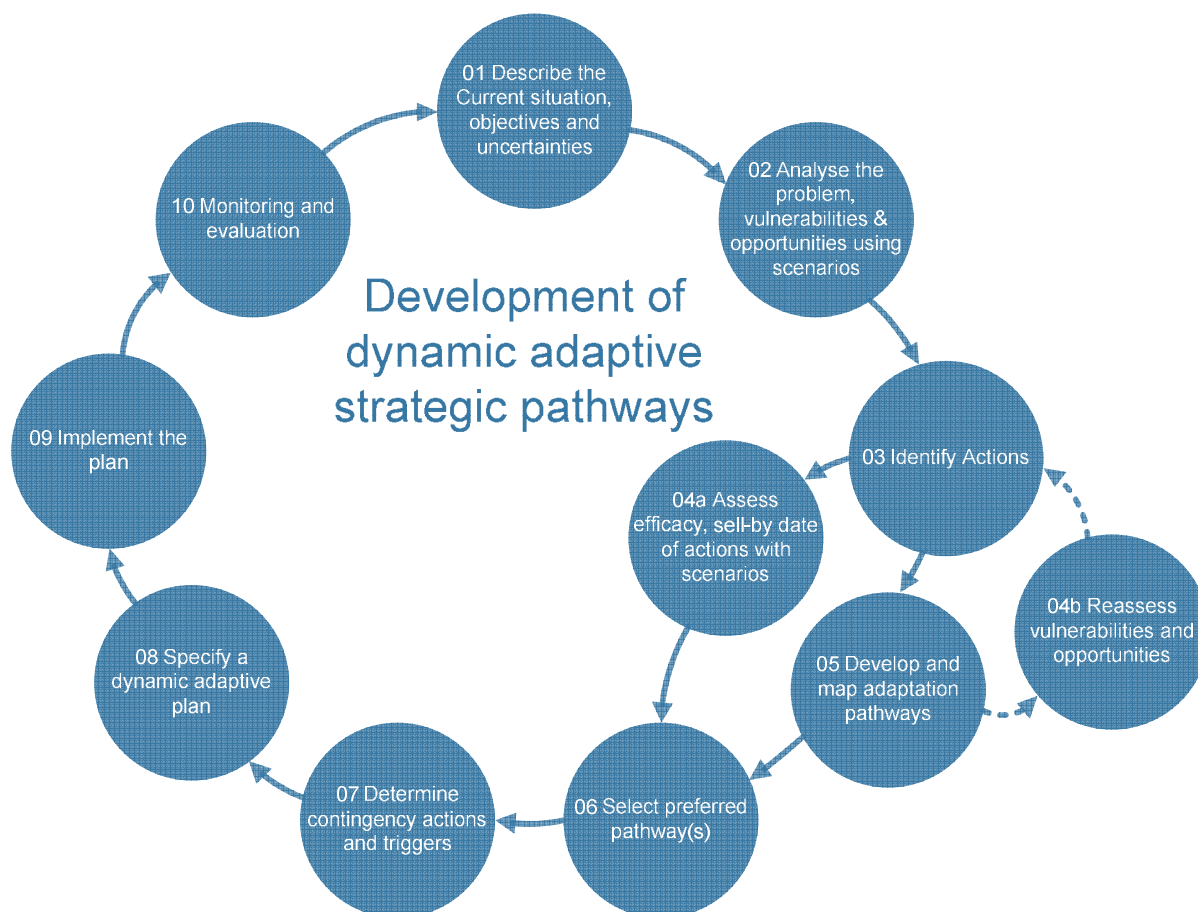 01 Describe the
Current situation,
objectives and
uncertainties
02 Analyse the
problem,
vulnerabilities &
opportunities using
scenarios
10 Monitoring and
evaluation
Development of
dynamic adaptive
strategic pathways
03 Identify Actions
04a Assess
efficacy, sell-by date
of actions with
scenarios
04b Reassess
vulnerabilities and
opportunities
05 Develop and
map adaptation
pathways
06 Select preferred
pathway(s)
07 Determine
contingency actions
and triggers
08 Specify a
dynamic adaptive
plan
09 Implement the
plan